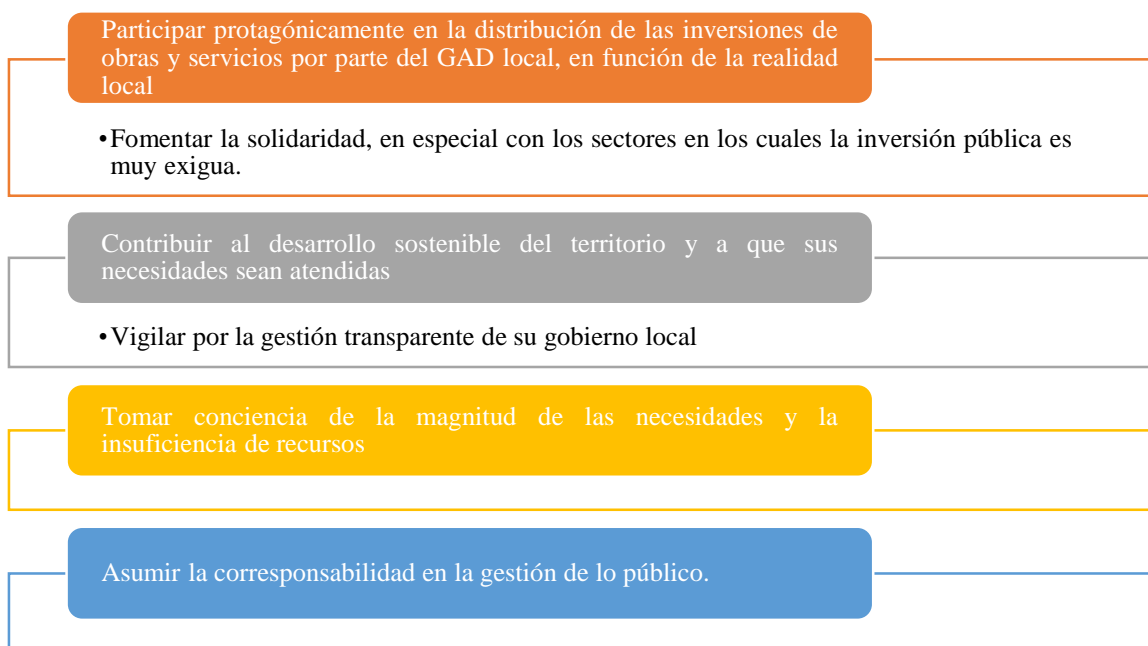 Participar protagónicamente en la distribución de las inversiones de
obras y servicios por parte del GAD local, en función de la realidad
local
•Fomentar la solidaridad, en especial con los sectores en los cuales la inversión pública es
muy exigua.
Contribuir al desarrollo sostenible del territorio y a que sus
necesidades sean atendidas
•Vigilar por la gestión transparente de su gobierno local
Tomar conciencia de la magnitud de las necesidades y la
insuficiencia de recursos
Asumir la corresponsabilidad en la gestión de lo público.